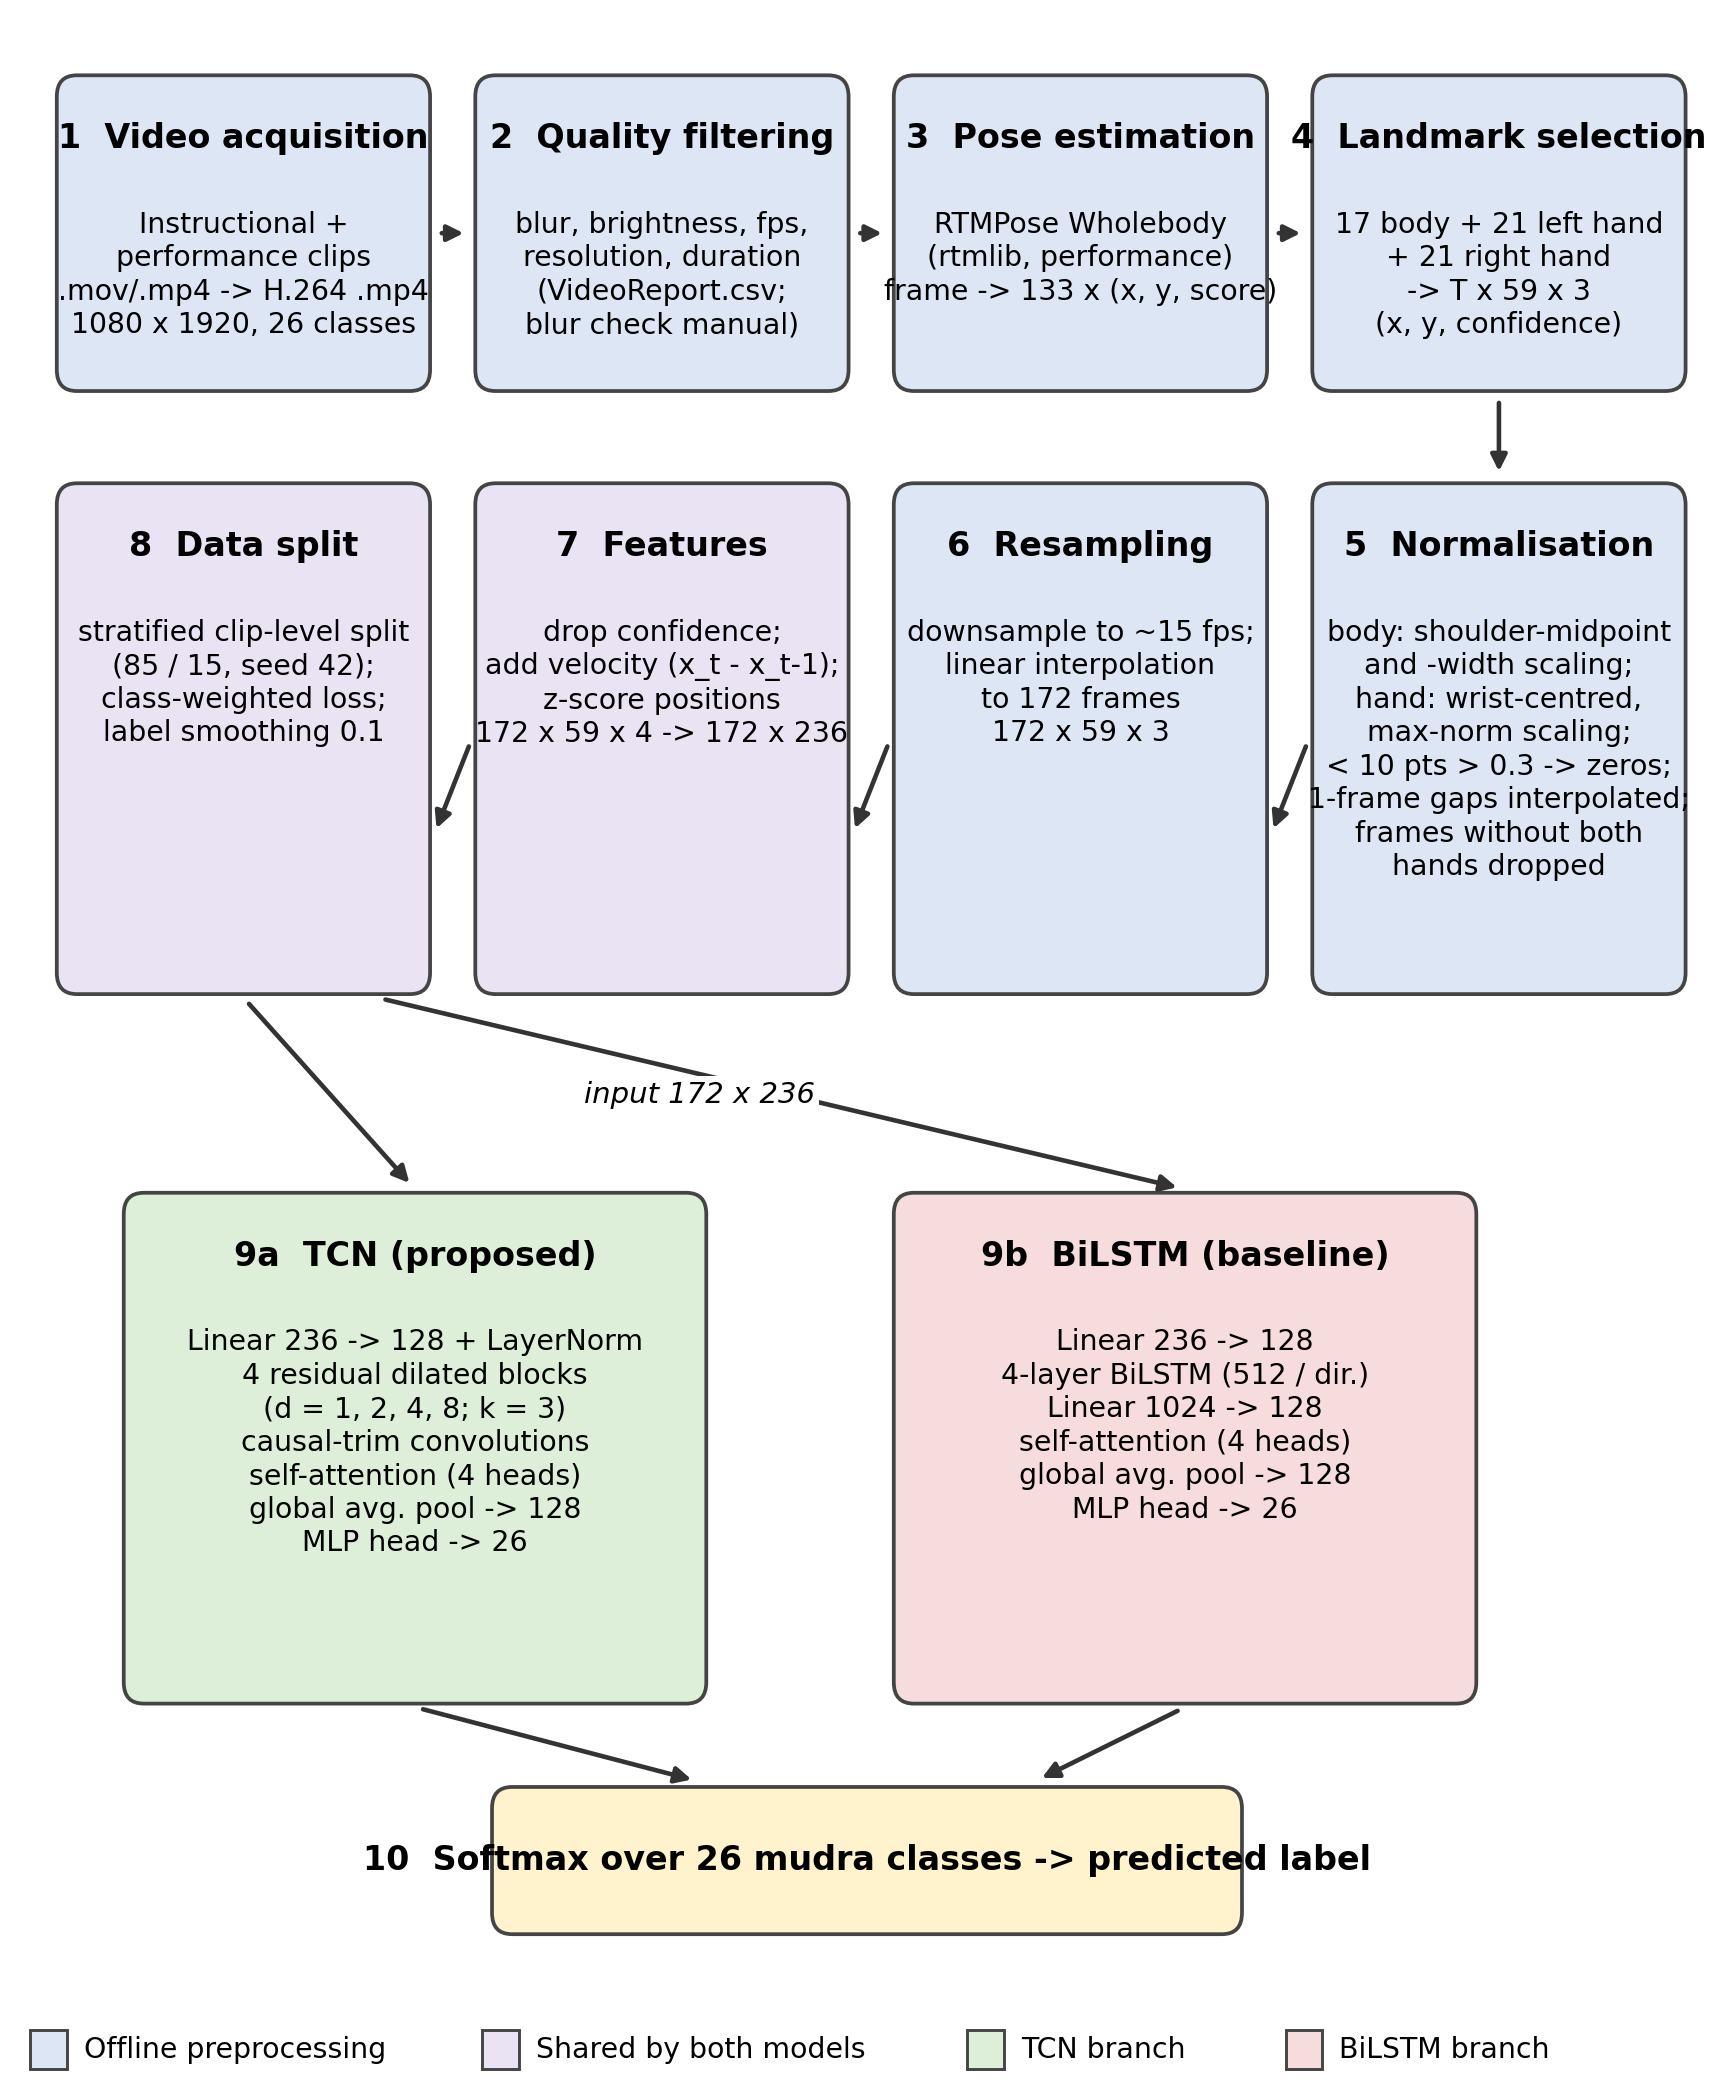 1  Video acquisition
Instructional +
performance clips
.mov/.mp4 -> H.264 .mp4
1080 x 1920, 26 classes
2  Quality filtering
blur, brightness, fps,
resolution, duration
(VideoReport.csv;
blur check manual)
3  Pose estimation
RTMPose Wholebody
(rtmlib, performance)
frame -> 133 x (x, y, score)
4  Landmark selection
17 body + 21 left hand
+ 21 right hand
-> T x 59 x 3
(x, y, confidence)
5  Normalisation
body: shoulder-midpoint
and -width scaling;
hand: wrist-centred,
max-norm scaling;
< 10 pts > 0.3 -> zeros;
1-frame gaps interpolated;
frames without both
hands dropped
6  Resampling
downsample to ~15 fps;
linear interpolation
to 172 frames
172 x 59 x 3
7  Features
drop confidence;
add velocity (x_t - x_t-1);
z-score positions
172 x 59 x 4 -> 172 x 236
8  Data split
stratified clip-level split
(85 / 15, seed 42);
class-weighted loss;
label smoothing 0.1
input 172 x 236
9a  TCN (proposed)
Linear 236 -> 128 + LayerNorm
4 residual dilated blocks
(d = 1, 2, 4, 8; k = 3)
causal-trim convolutions
self-attention (4 heads)
global avg. pool -> 128
MLP head -> 26
9b  BiLSTM (baseline)
Linear 236 -> 128
4-layer BiLSTM (512 / dir.)
Linear 1024 -> 128
self-attention (4 heads)
global avg. pool -> 128
MLP head -> 26
10  Softmax over 26 mudra classes -> predicted label
Offline preprocessing
Shared by both models
TCN branch
BiLSTM branch